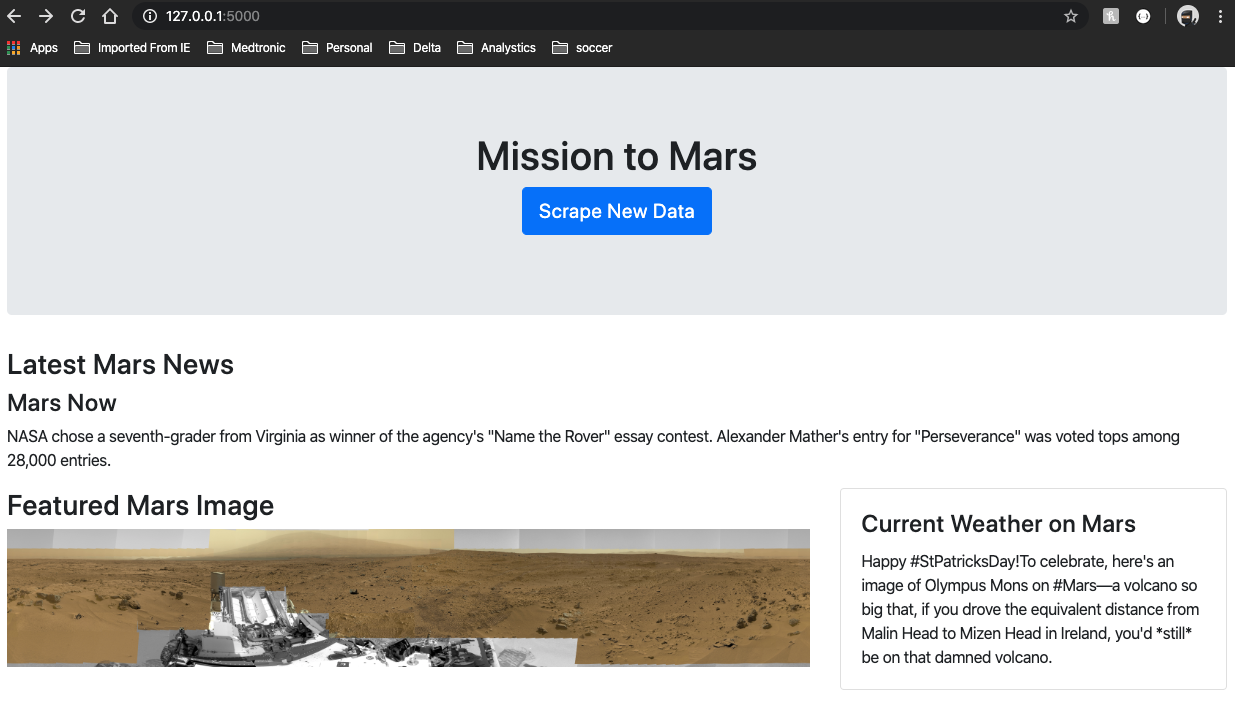 127.0.0.1:5000
Apps Imported From IE Medtronic Personal Delta Analystics soccer
Mission to Mars
Scrape New Data
Latest Mars News
Mars Now
NASA chose a seventh-grader from Virginia as winner of the agency's "Name the Rover" essay contest. Alexander Mather's entry for "Perseverance" was voted tops among
28,000 entries.
Featured Mars Image
Current Weather on Mars
Happy #StPatricksDay!To celebrate, here's an
image of Olympus Mons on #Mars—a volcano so
big that, if you drove the equivalent distance from
Malin Head to Mizen Head in Ireland, you'd *still*
be on that damned volcano.